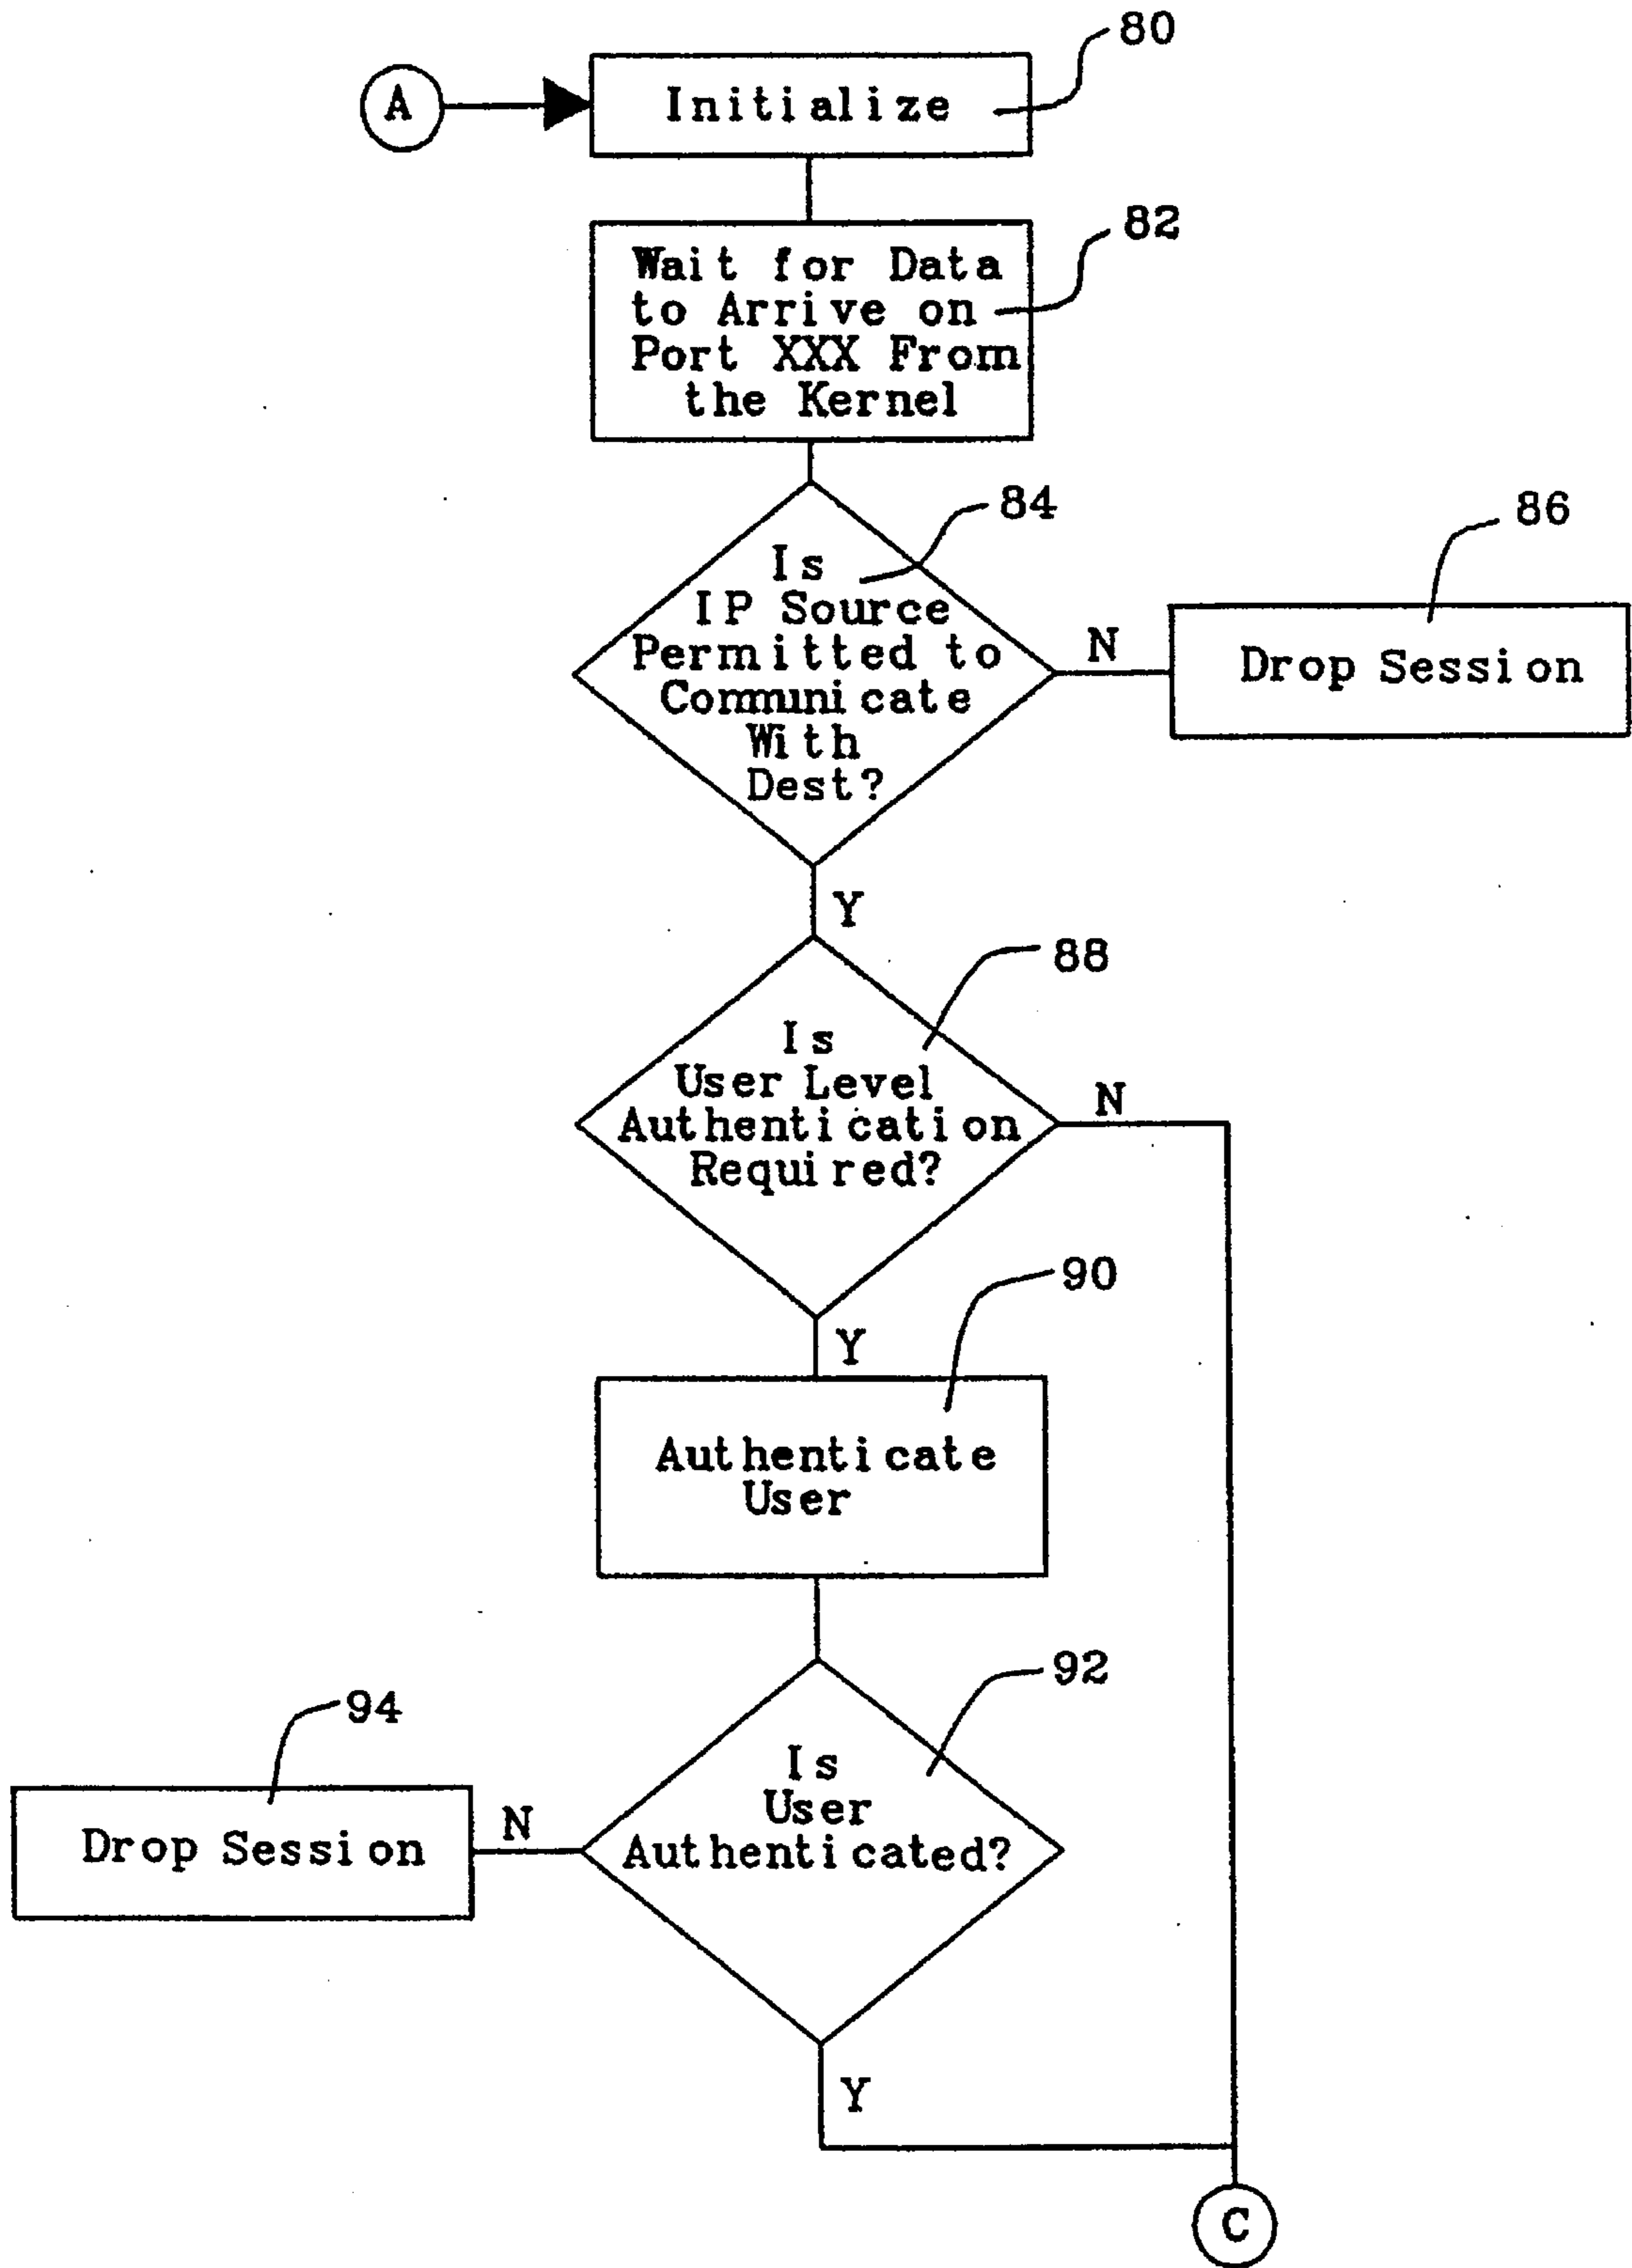 80
A
Initialize
82
Wait for Data
to Arrive on
Port XXX From
the Kernel
84
Is
IP Source
Permitted to
Communicate
With
Dest?
N
86
Drop Session
Y
88
Is
User Level
Authentication
Required?
N
Y
90
Authenticate
User
92
Is
User
Authenticated?
N
94
Drop Session
Y
C